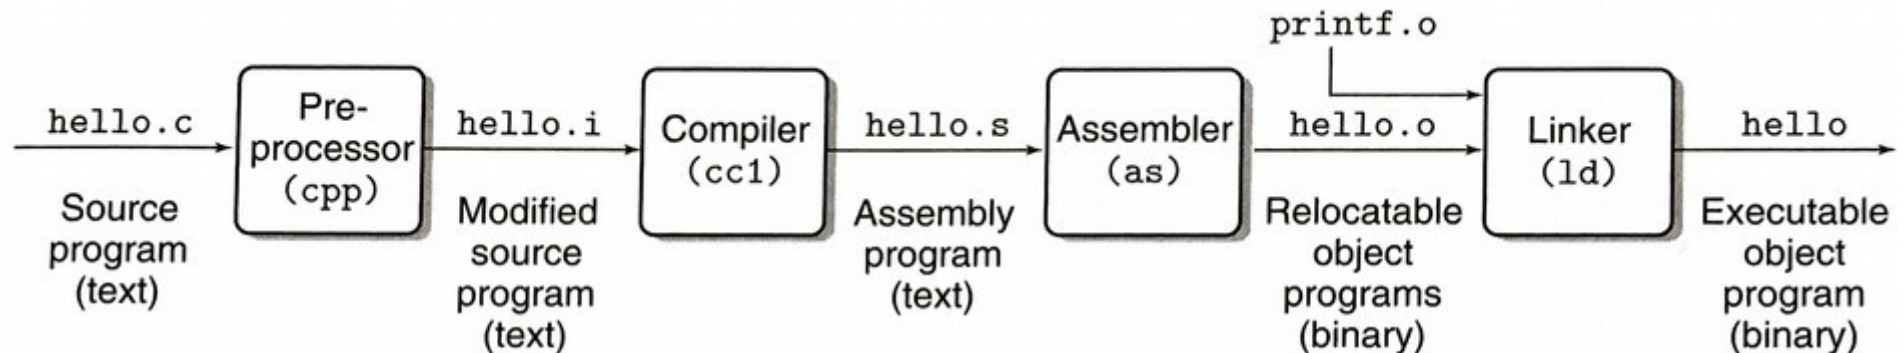 printf.o
hello.c
Pre-
processor
(cpp)
hello.i
Compiler
(cc1)
hello.s
Assembler
(as)
hello.o
Linker
(ld)
hello
Source
program
(text)
Modified
source
program
(text)
Assembly
program
(text)
Relocatable
object
programs
(binary)
Executable
object
program
(binary)